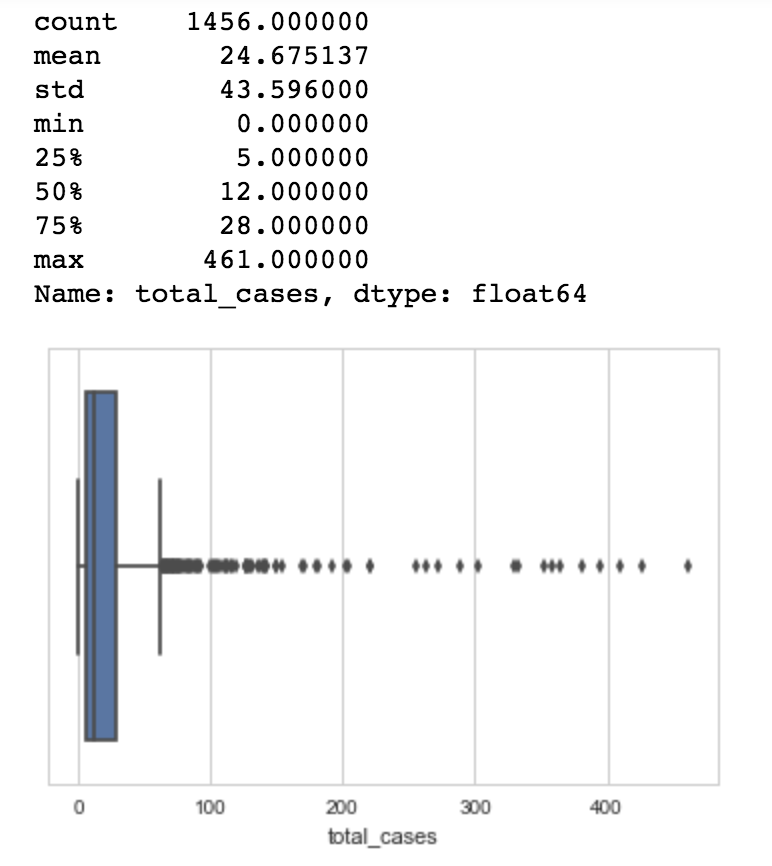 count 1456.000000
mean 24.675137
std 43.596000
min 0.000000
25% 5.000000
50% 12.000000
75% 28.000000
max 461.000000
Name: total_cases, dtype: float64
0 100 200 300 400
total_cases